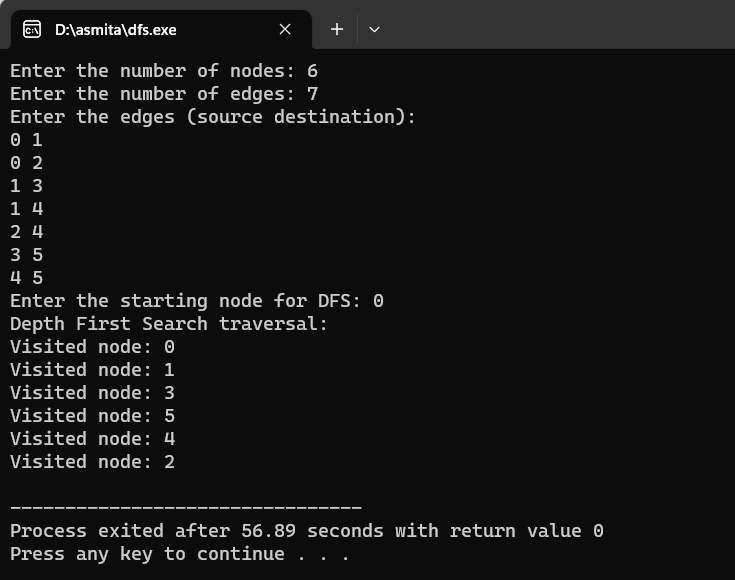 D:\asmita\dfs.exe
Enter the number of nodes: 6
Enter the number of edges: 7
Enter the edges (source destination):
0 1
0 2
1 3
1 4
2 4
3 5
4 5
Enter the starting node for DFS: 0
Depth First Search traversal:
Visited node: 0
Visited node: 1
Visited node: 3
Visited node: 5
Visited node: 4
Visited node: 2

--------------------------------
Process exited after 56.89 seconds with return value 0
Press any key to continue . . .